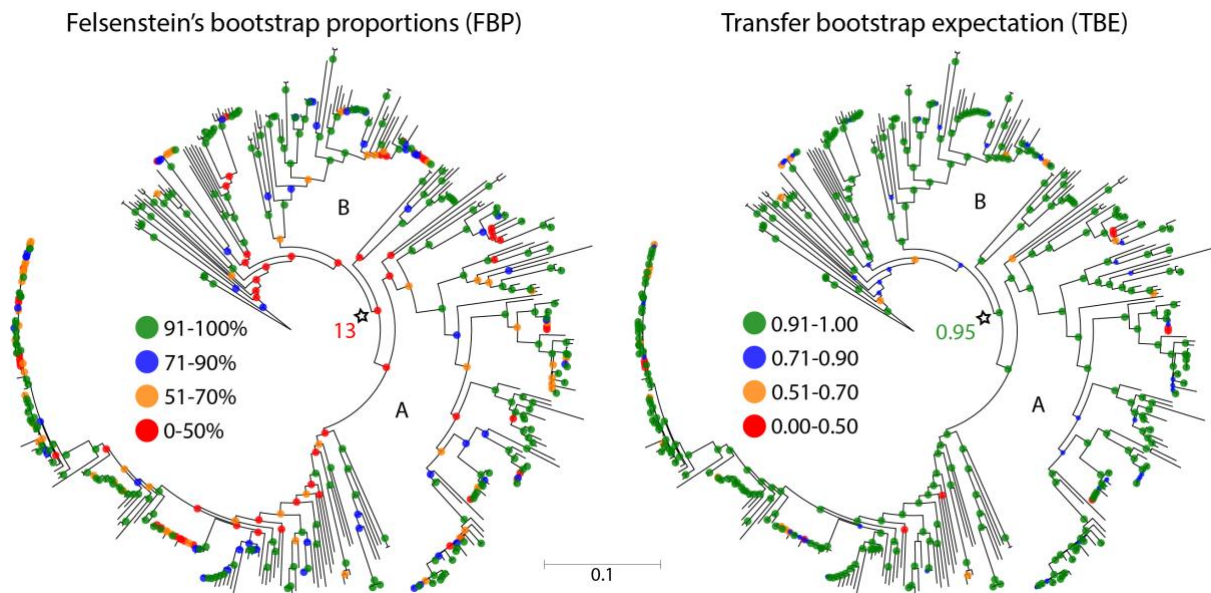 Felsenstein's bootstrap proportions (FBP)
Transfer bootstrap expectation (TBE)
B
13
91-100%
71-90%
51-70%
0-50%
A
B
0.95
0.91-1.00
0.71-0.90
0.51-0.70
0.00-0.50
A
0.1